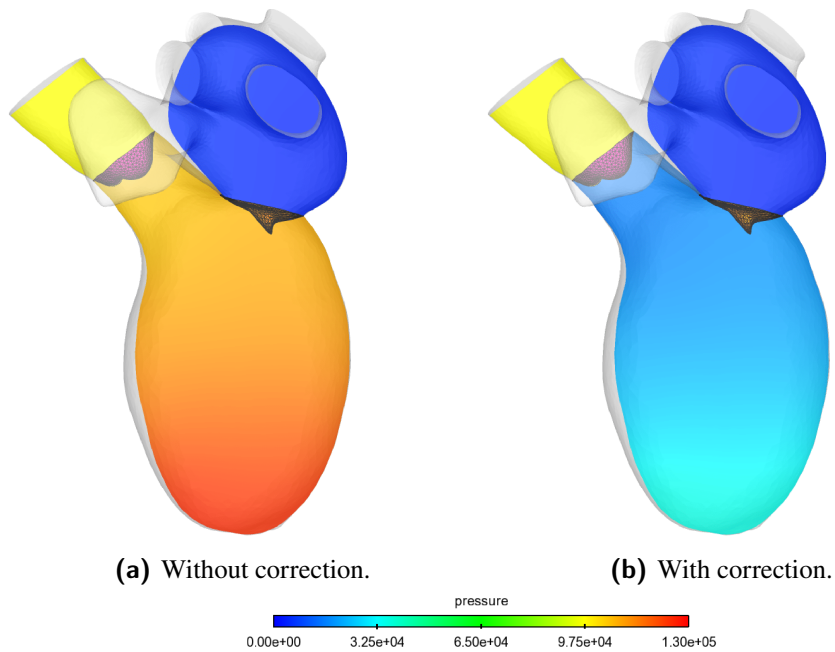 (a) Without correction.
(b) With correction.
pressure
0.00e+00 3.25e+04 6.50e+04 9.75e+04 1.30e+05